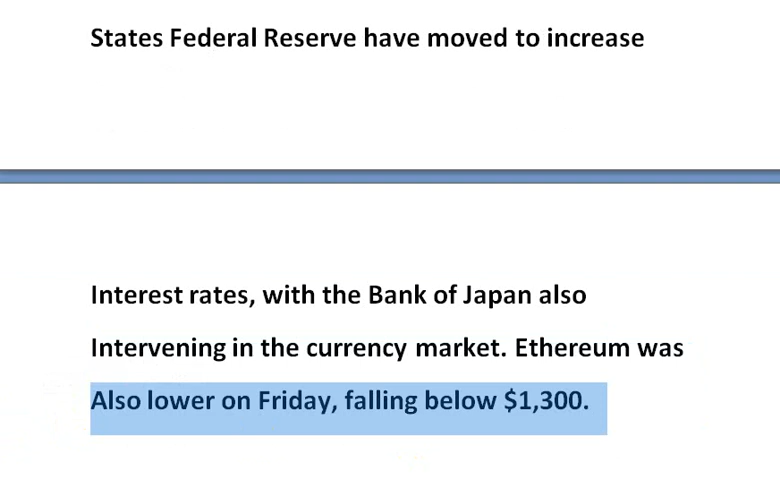 States Federal Reserve have moved to increase
Interest rates, with the Bank of Japan also
Intervening in the currency market. Ethereum was
Also lower on Friday, falling below $1,300.